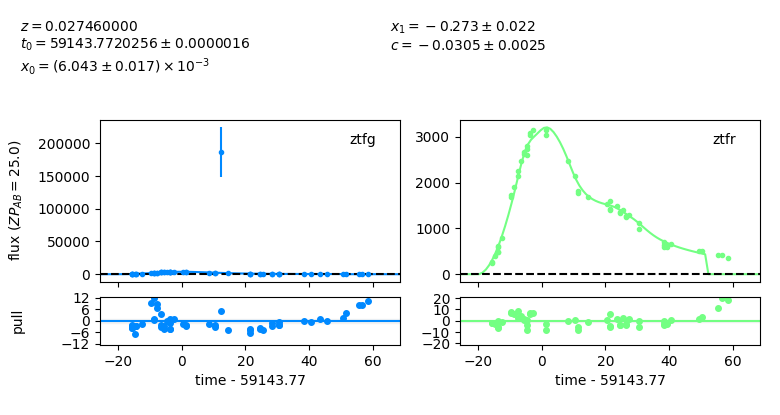 z = 0.027460000
t₀ = 59143.7720256 ± 0.0000016
x₀ = (6.043 ± 0.017) × 10⁻³
x₁ = −0.273 ± 0.022
c = −0.0305 ± 0.0025
flux (ZP_AB = 25.0)
200000
150000
100000
50000
0
ztfg
3000
2000
1000
0
ztfr
pull
12
6
0
−6
−12
−20
0
20
40
60
time - 59143.77
20
10
0
−10
−20
−20
0
20
40
60
time - 59143.77